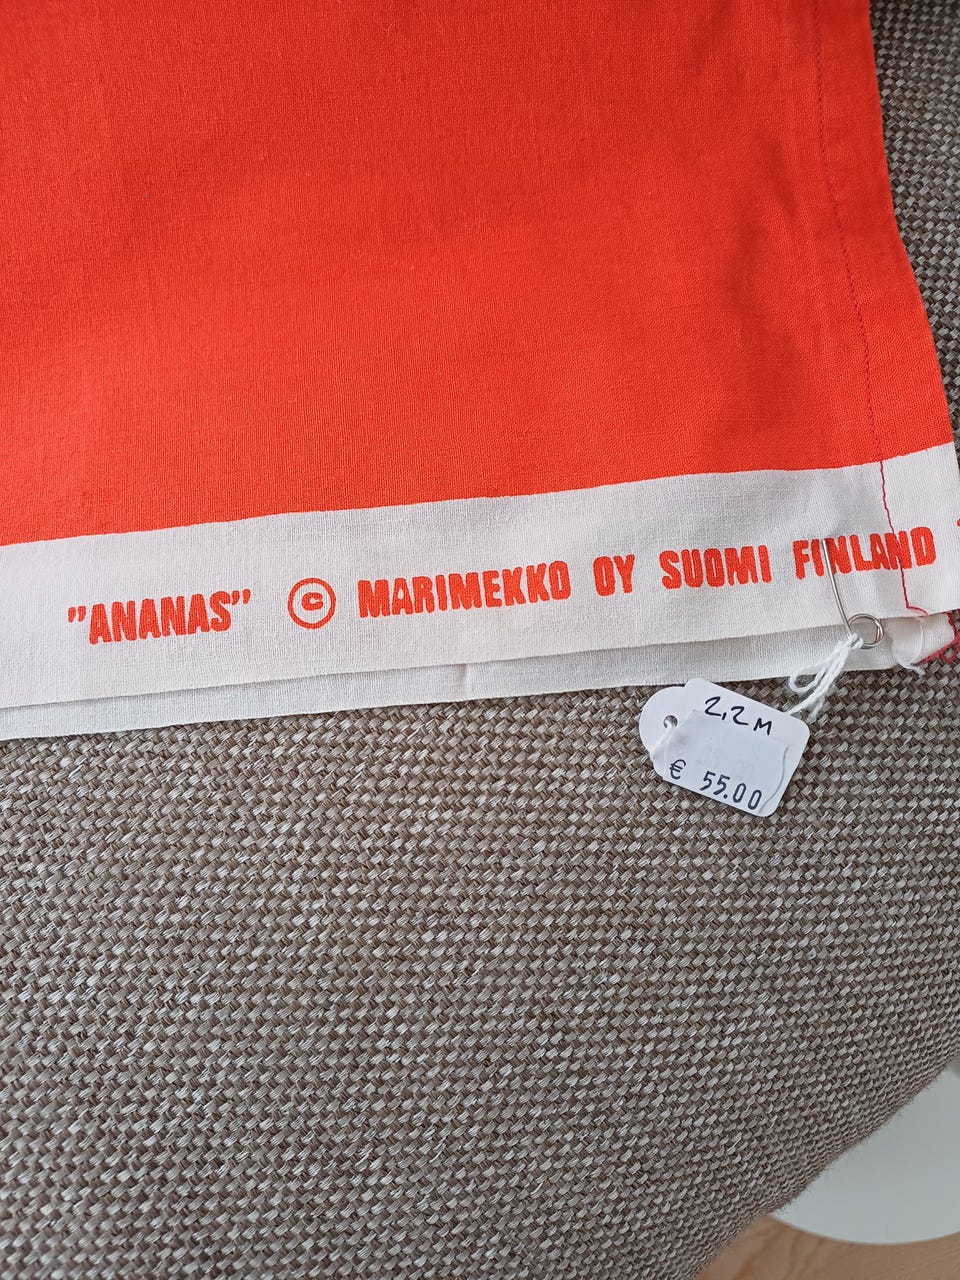 "ANANAS" © MARIMEKKO OY SUOMI FINLAND
2,2 M
€ 55.00